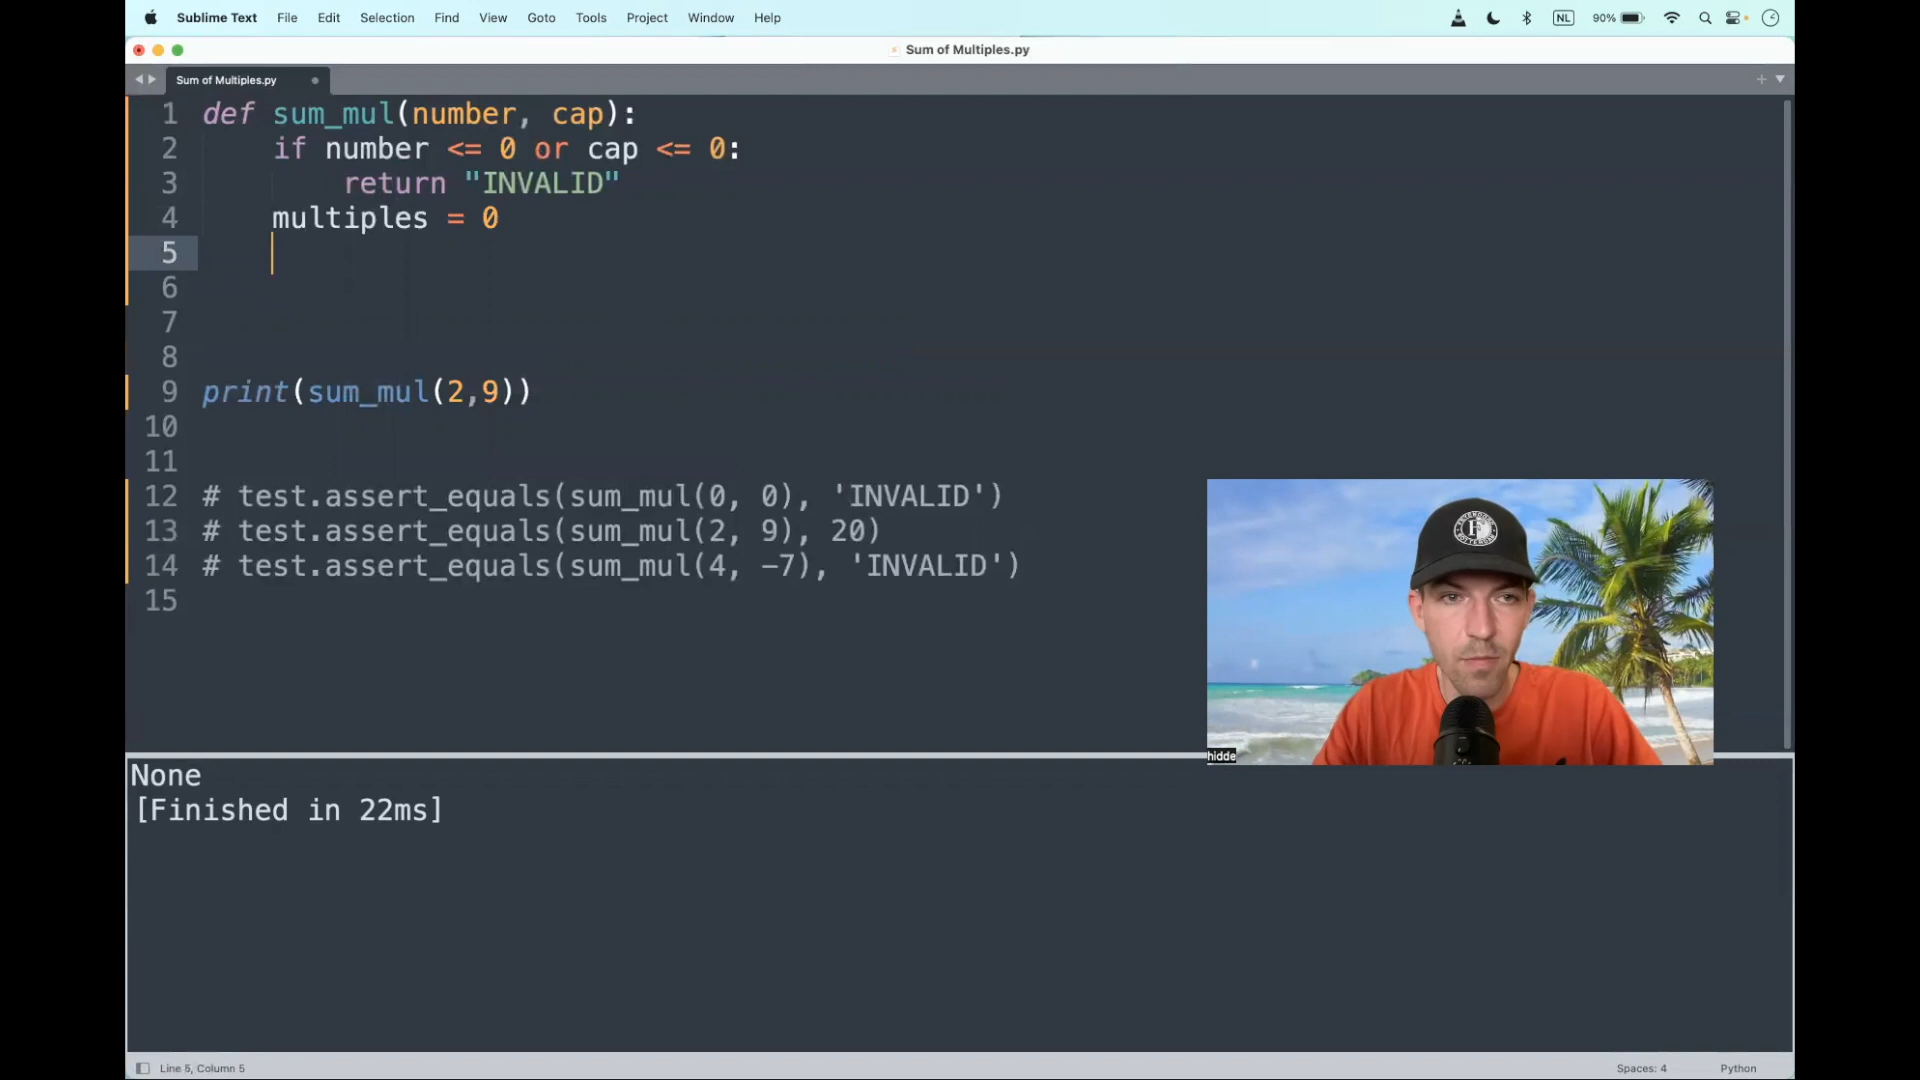 Sublime Text File Edit Selection Find View Goto Tools Project Window Help NL 90%
Sum of Multiples.py
Sum of Multiples.py
1 def sum_mul(number, cap):
2 if number <= 0 or cap <= 0:
3 return "INVALID"
4 multiples = 0
5
6
7
8
9 print(sum_mul(2,9))
10
11
12 # test.assert_equals(sum_mul(0, 0), 'INVALID')
13 # test.assert_equals(sum_mul(2, 9), 20)
14 # test.assert_equals(sum_mul(4, -7), 'INVALID')
15
hidde
None
[Finished in 22ms]
Line 5, Column 5 Spaces: 4 Python